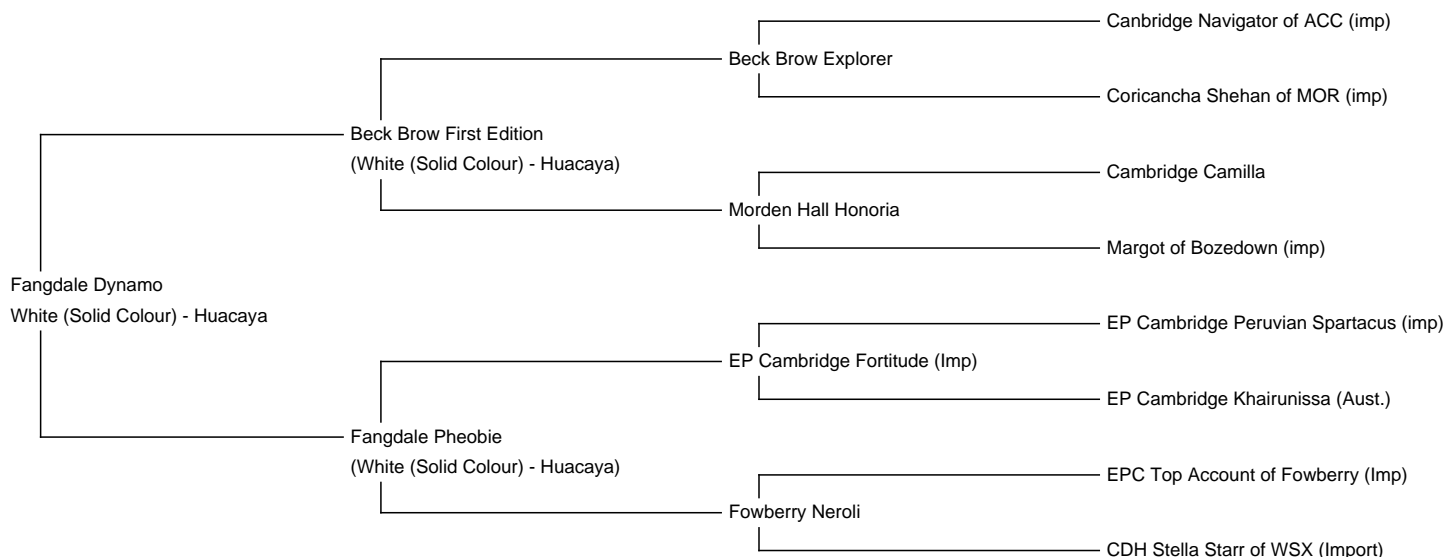 Canbridge Navigator of ACC (imp)
Beck Brow Explorer
Coricancha Shehan of MOR (imp)
Beck Brow First Edition
(White (Solid Colour) - Huacaya)
Cambridge Camilla
Morden Hall Honoria
Margot of Bozedown (imp)
Fangdale Dynamo
White (Solid Colour) - Huacaya
EP Cambridge Peruvian Spartacus (imp)
EP Cambridge Fortitude (Imp)
EP Cambridge Khairunissa (Aust.)
Fangdale Pheobie
(White (Solid Colour) - Huacaya)
EPC Top Account of Fowberry (Imp)
Fowberry Neroli
CDH Stella Starr of WSX (Import)